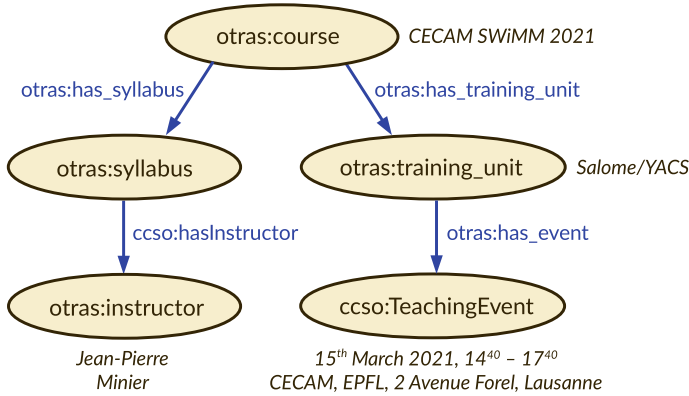 otras:course CECAM SWiMM 2021
otras:has_syllabus otras:has_training_unit
otras:syllabus otras:training_unit Salome/YACS
ccso:hasInstructor otras:has_event
otras:instructor ccso:TeachingEvent
Jean-Pierre
Minier
15th March 2021, 14⁴⁰ – 17⁴⁰
CECAM, EPFL, 2 Avenue Forel, Lausanne